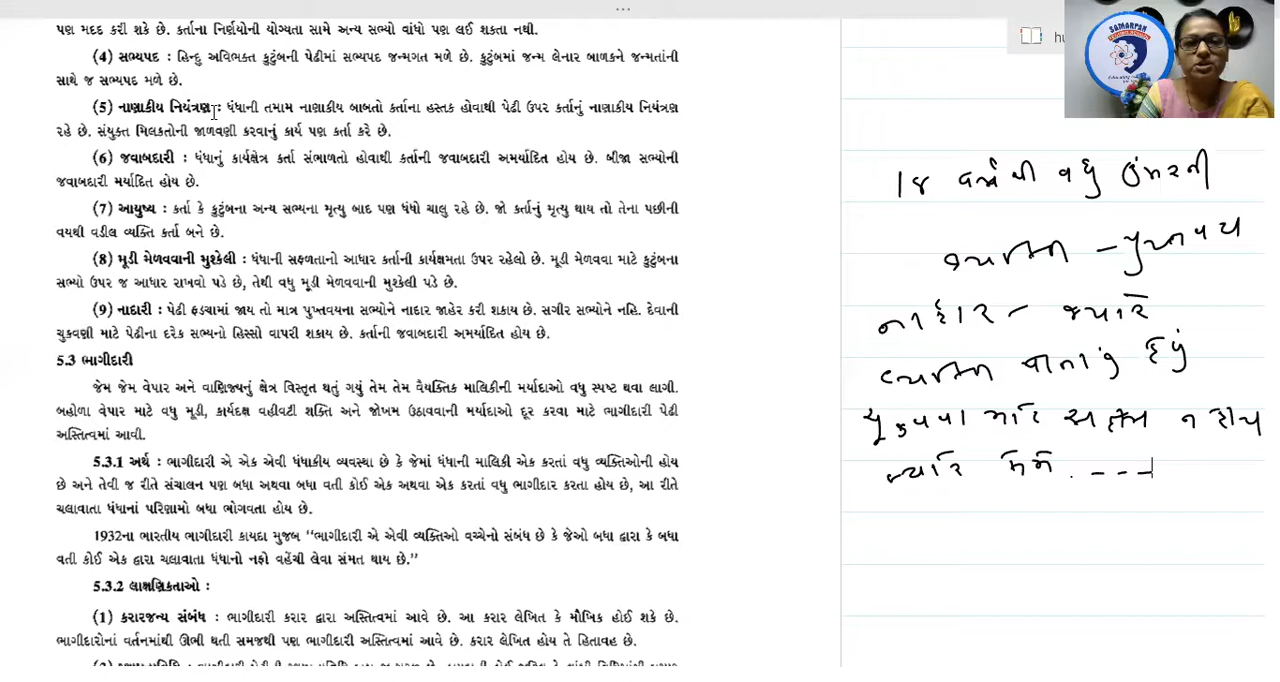 પણ મદદ કરી શકે છે. કર્તાના નિર્ણયોની યોગ્યતા સામે અન્ય સભ્યો વાંધો પણ લઈ શકતા નથી.
(4) સભ્યપદ : હિન્દુ અવિભક્ત કુટુંબની પેઢીમાં સભ્યપદ જન્મગત મળે છે. કુટુંબમાં જન્મ લેનાર બાળકને જન્મતાંની
સાથે જ સભ્યપદ મળે છે.
(5) નાણાકીય નિયંત્રણ : ધંધાની તમામ નાણાકીય બાબતો કર્તાના હસ્તક હોવાથી પેઢી ઉપર કર્તાનું નાણાકીય નિયંત્રણ
રહે છે. સંયુક્ત મિલકતોની જાળવણી કરવાનું કાર્ય પણ કર્તા કરે છે.
(6) જવાબદારી : ધંધાનું કાર્યક્ષેત્ર કર્તા સંભાળતો હોવાથી કર્તાની જવાબદારી અમર્યાદિત હોય છે. બીજા સભ્યોની
જવાબદારી મર્યાદિત હોય છે.
(7) આયુષ્ય : કર્તા કે કુટુંબના અન્ય સભ્યના મૃત્યુ બાદ પણ ધંધો ચાલુ રહે છે. જો કર્તાનું મૃત્યુ થાય તો તેના પછીની
વયથી વડીલ વ્યક્તિ કર્તા બને છે.
(8) મૂડી મેળવવાની મુશ્કેલી : ધંધાની સફળતાનો આધાર કર્તાની કાર્યક્ષમતા ઉપર રહેલો છે. મૂડી મેળવવા માટે કુટુંબના
સભ્યો ઉપર જ આધાર રાખવો પડે છે, તેથી વધુ મૂડી મેળવવાની મુશ્કેલી પડે છે.
(9) નાદારી : પેઢી ફડચામાં જાય તો માત્ર પુખ્તવયના સભ્યોને નાદાર જાહેર કરી શકાય છે. સગીર સભ્યોને નહિ. દેવાની
ચુકવણી માટે પેઢીના દરેક સભ્યનો હિસ્સો વાપરી શકાય છે. કર્તાની જવાબદારી અમર્યાદિત હોય છે.
5.3 ભાગીદારી
જેમ જેમ વેપાર અને વાણિજ્યનું ક્ષેત્ર વિસ્તૃત થતું ગયું તેમ તેમ વૈયક્તિક માલિકીની મર્યાદાઓ વધુ સ્પષ્ટ થવા લાગી.
બહોળા વેપાર માટે વધુ મૂડી, કાર્યદક્ષ વહીવટી શક્તિ અને જોખમ ઉઠાવવાની મર્યાદાઓ દૂર કરવા માટે ભાગીદારી પેઢી
અસ્તિત્વમાં આવી.
5.3.1 અર્થ : ભાગીદારી એ એક એવી ધંધાકીય વ્યવસ્થા છે કે જેમાં ધંધાની માલિકી એક કરતાં વધુ વ્યક્તિઓની હોય
છે અને તેવી જ રીતે સંચાલન પણ બધા અથવા બધા વતી કોઈ એક અથવા એક કરતાં વધુ ભાગીદાર કરતા હોય છે, આ રીતે
ચલાવાતા ધંધાનાં પરિણામો બધા ભોગવતા હોય છે.
1932ના ભારતીય ભાગીદારી કાયદા મુજબ “ભાગીદારી એ એવી વ્યક્તિઓ વચ્ચેનો સંબંધ છે કે જેઓ બધા દ્વારા કે બધા
વતી કોઈ એક દ્વારા ચલાવાતા ધંધાનો નફો વહેંચી લેવા સંમત થાય છે.”
5.3.2 લાક્ષણિકતાઓ :
(1) કરારજન્ય સંબંધ : ભાગીદારી કરાર દ્વારા અસ્તિત્વમાં આવે છે. આ કરાર લેખિત કે મૌખિક હોઈ શકે છે.
ભાગીદારોનાં વર્તનમાંથી ઊભી થતી સમજથી પણ ભાગીદારી અસ્તિત્વમાં આવે છે. કરાર લેખિત હોય તે હિતાવહ છે.
SAMARPAN
18 વર્ષથી વધુ ઉંમરની
વ્યક્તિ – પુખ્તવય
નાદાર – જ્યારે
વ્યક્તિ પોતાનું દેવું
ચૂકવવા માટે સક્ષમ ન હોય
ત્યારે તેને . - - -